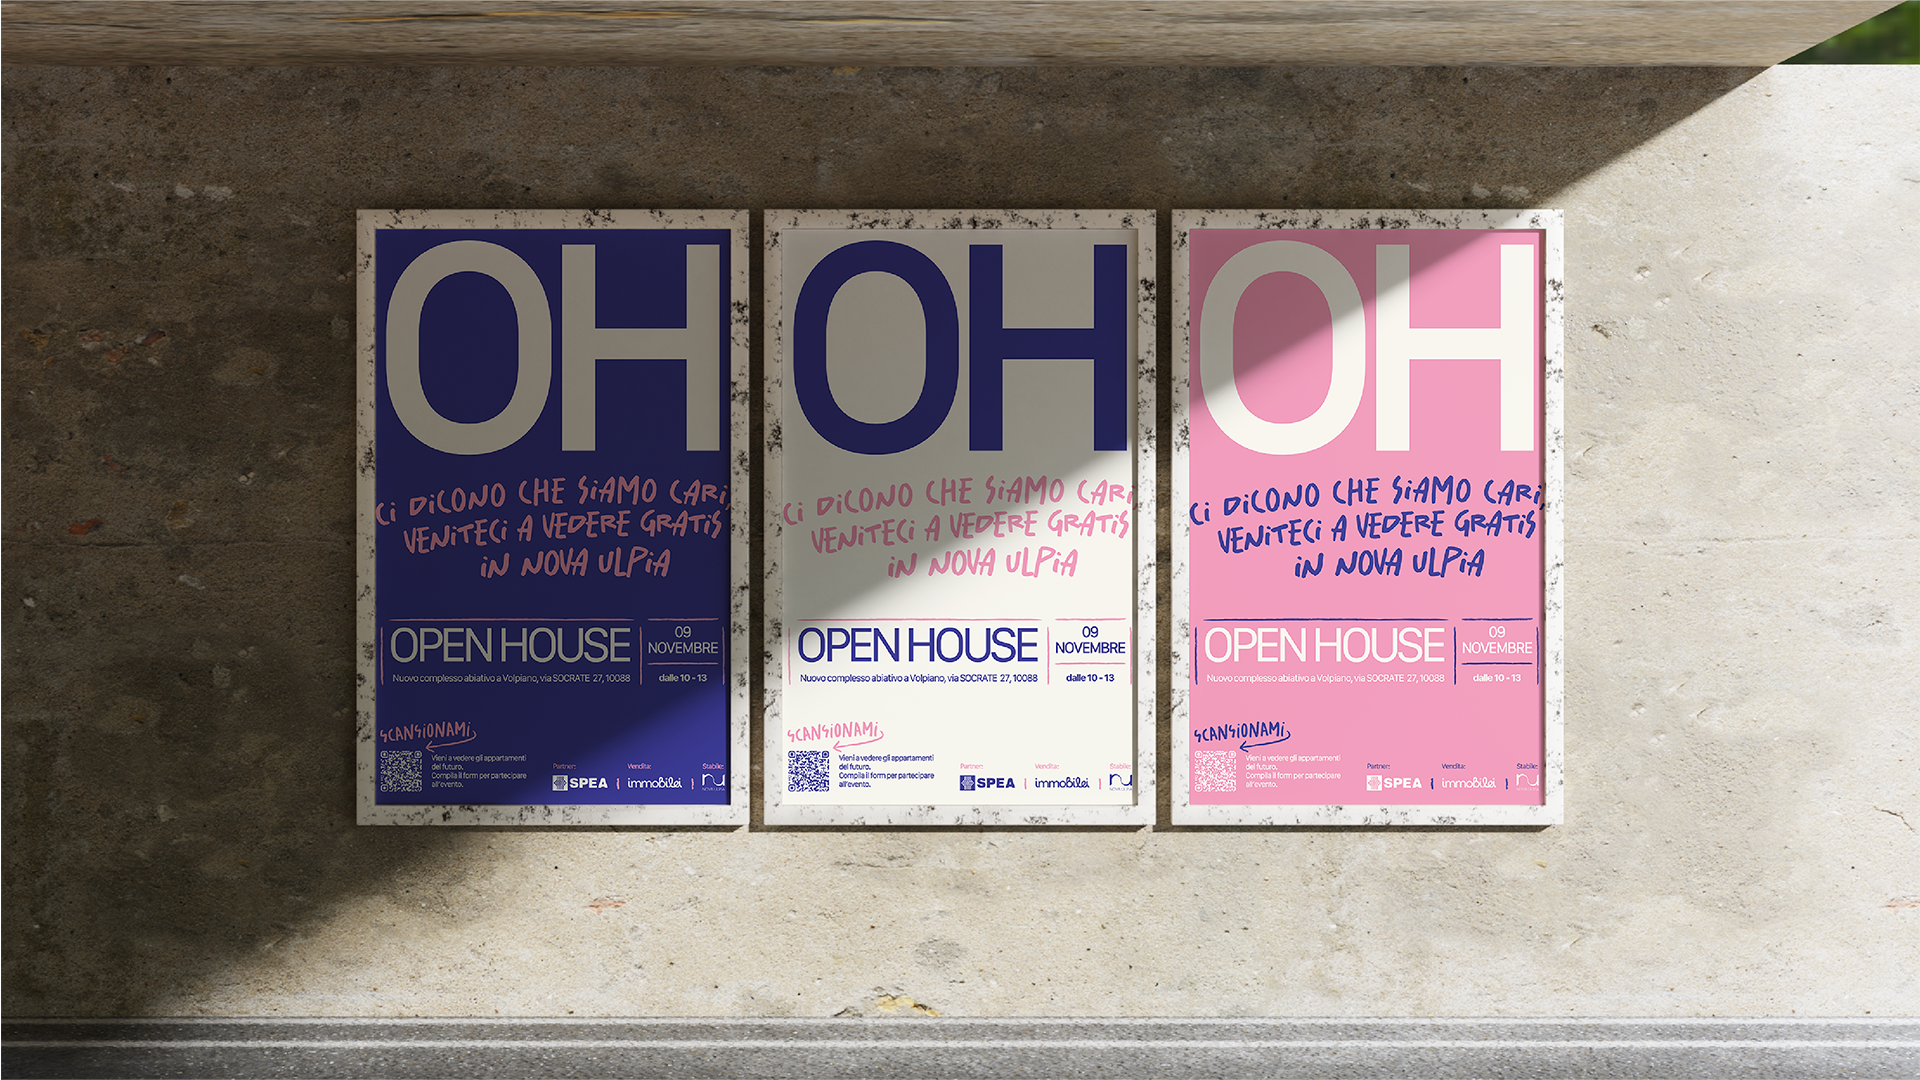 OH
Ci DiCONO CHE SiAMO CARi,
VENiTECi A VEDERE GRATiS
iN NOVA ULPiA
OPEN HOUSE
09
NOVEMBRE
Nuovo complesso abiativo a Volpiano, via SOCRATE 27, 10088
dalle 10 - 13
SCANSiONAMi
Vieni a vedere gli appartamenti
del futuro.
Compila il form per partecipare
all'evento.
Partner:
SPEA
Vendita:
immobilei
Stabile:
nu
OH
Ci DiCONO CHE SiAMO CARi,
VENiTECi A VEDERE GRATiS
iN NOVA ULPiA
OPEN HOUSE
09
NOVEMBRE
Nuovo complesso abiativo a Volpiano, via SOCRATE 27, 10088
dalle 10 - 13
SCANSiONAMi
Vieni a vedere gli appartamenti
del futuro.
Compila il form per partecipare
all'evento.
Partner:
SPEA
Vendita:
immobilei
Stabile:
nu
OH
Ci DiCONO CHE SiAMO CARi,
VENiTECi A VEDERE GRATiS
iN NOVA ULPiA
OPEN HOUSE
09
NOVEMBRE
Nuovo complesso abiativo a Volpiano, via SOCRATE 27, 10088
dalle 10 - 13
SCANSiONAMi
Vieni a vedere gli appartamenti
del futuro.
Compila il form per partecipare
all'evento.
Partner:
SPEA
Vendita:
immobilei
Stabile:
nu